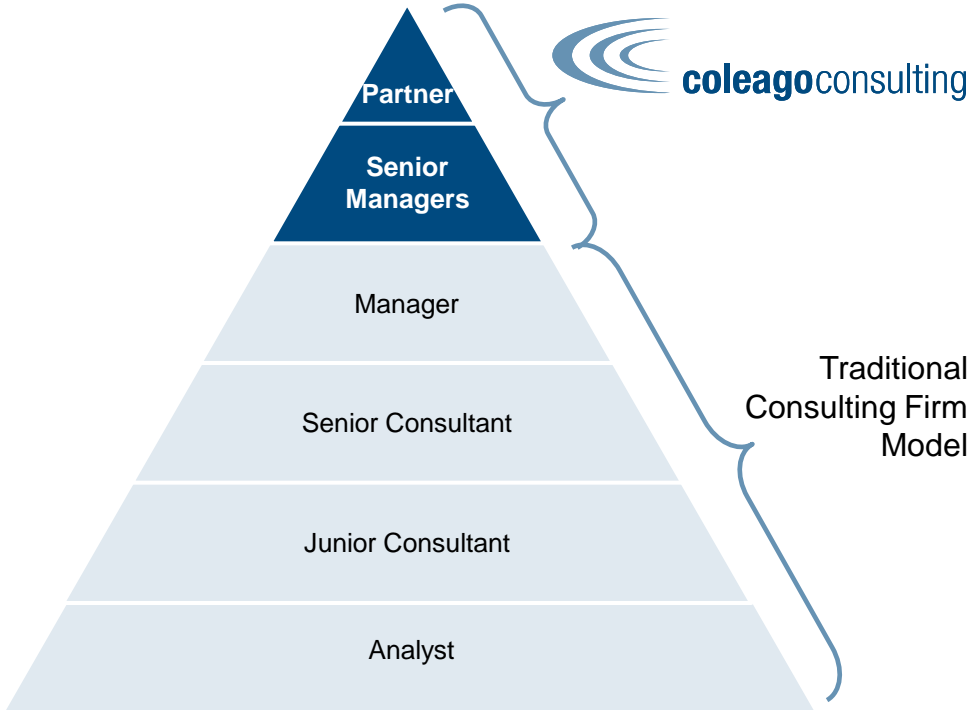 Partner
coleagoconsulting
Senior
Managers
Manager
Traditional
Consulting Firm
Model
Senior Consultant
Junior Consultant
Analyst